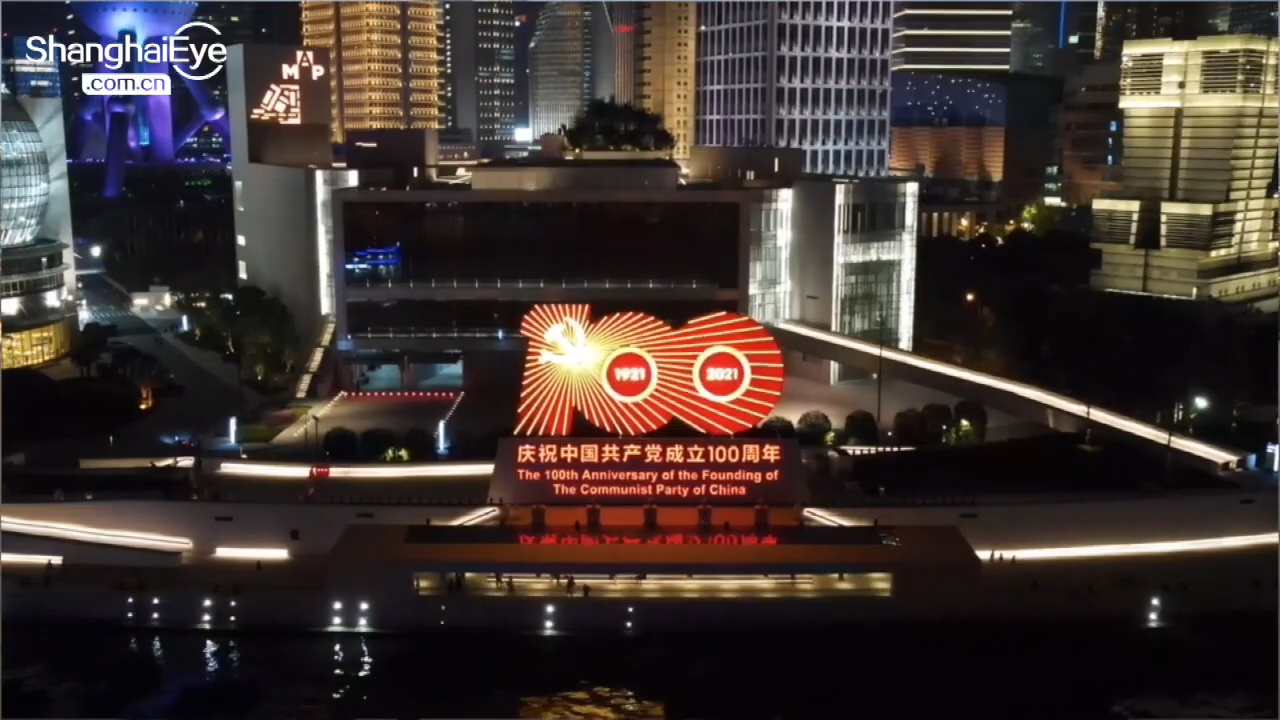 ShanghaiEye
.com.cn
MAP
1921
2021
庆祝中国共产党成立100周年
The 100th Anniversary of the Founding of
The Communist Party of China